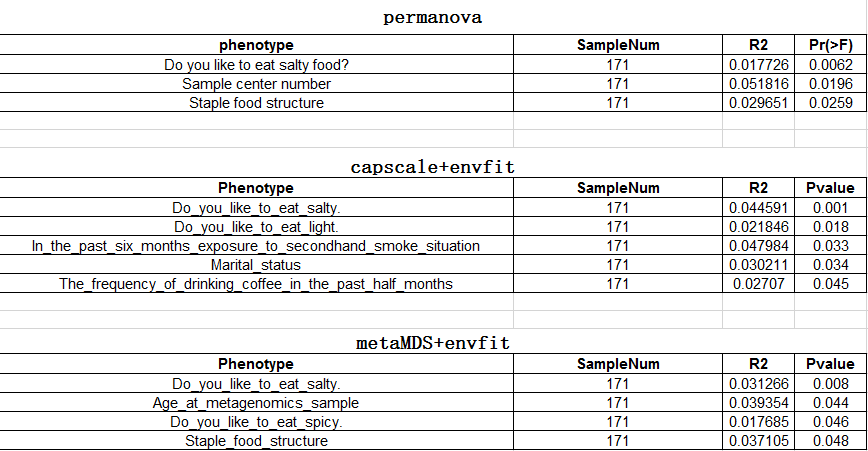 permanova
phenotype SampleNum R2 Pr(>F)
Do you like to eat salty food? 171 0.017726 0.0062
Sample center number 171 0.051816 0.0196
Staple food structure 171 0.029651 0.0259
capscale+envfit
Phenotype SampleNum R2 Pvalue
Do_you_like_to_eat_salty. 171 0.044591 0.001
Do_you_like_to_eat_light. 171 0.021846 0.018
In_the_past_six_months_exposure_to_secondhand_smoke_situation 171 0.047984 0.033
Marital_status 171 0.030211 0.034
The_frequency_of_drinking_coffee_in_the_past_half_months 171 0.02707 0.045
metaMDS+envfit
Phenotype SampleNum R2 Pvalue
Do_you_like_to_eat_salty. 171 0.031266 0.008
Age_at_metagenomics_sample 171 0.039354 0.044
Do_you_like_to_eat_spicy. 171 0.017685 0.046
Staple_food_structure 171 0.037105 0.048